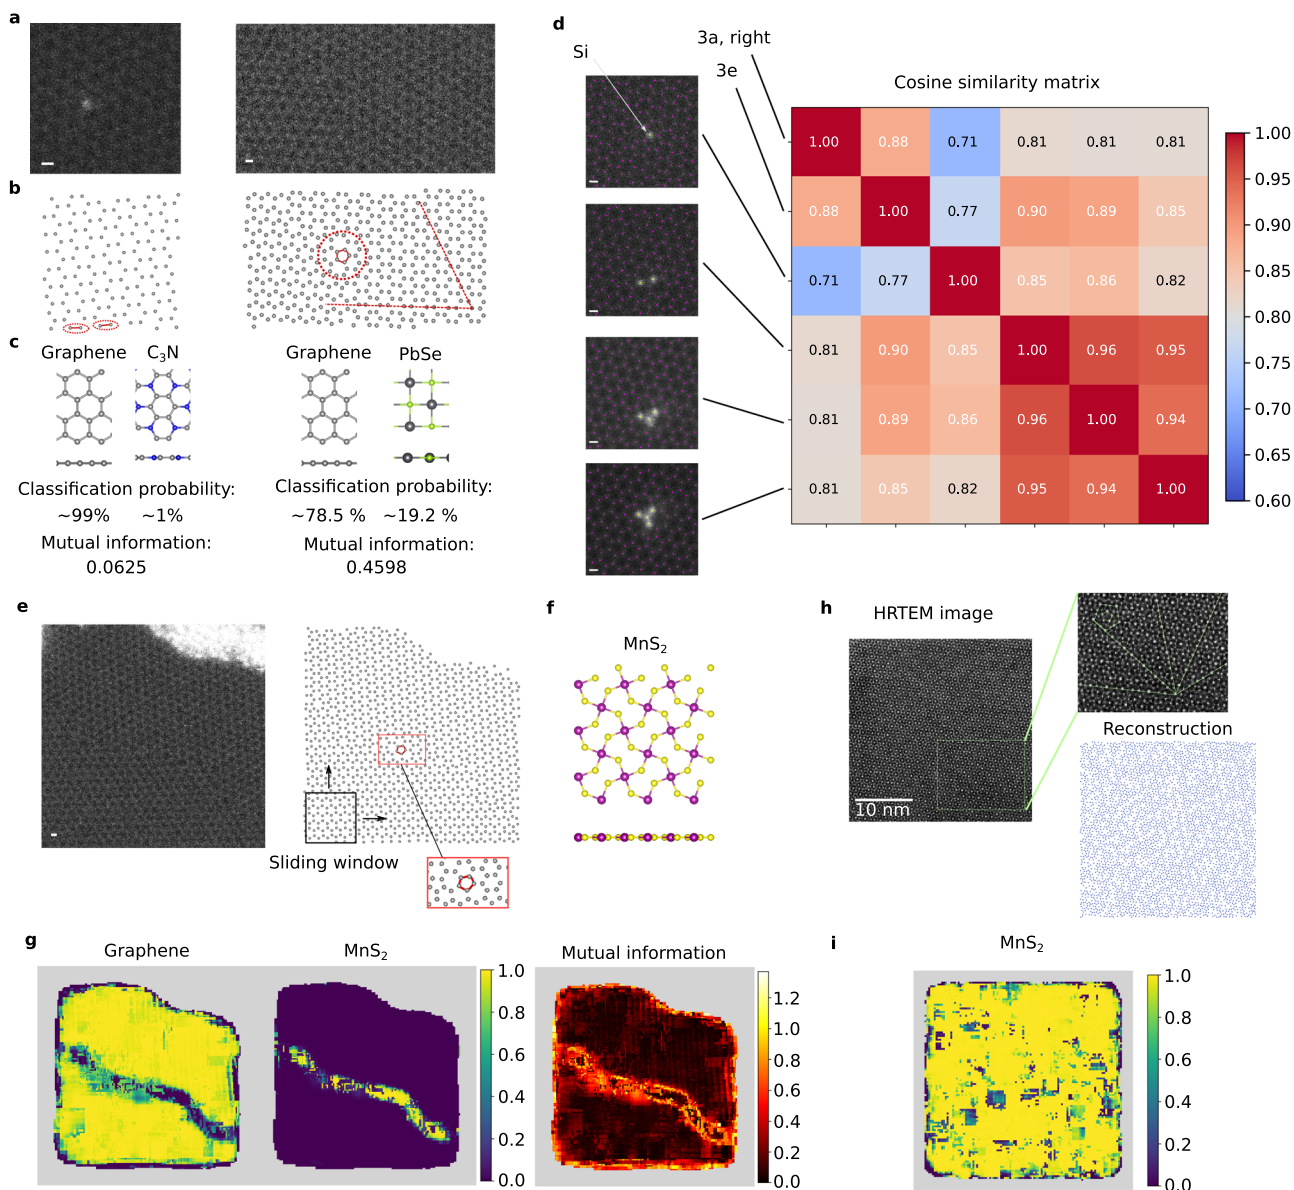 a
b
c
Graphene C₃N
Classification probability:
~99% ~1%
Mutual information:
0.0625
Graphene PbSe
Classification probability:
~78.5 % ~19.2 %
Mutual information:
0.4598
d
Si
3a, right
3e
Cosine similarity matrix
1.00 0.88 0.71 0.81 0.81 0.81
0.88 1.00 0.77 0.90 0.89 0.85
0.71 0.77 1.00 0.85 0.86 0.82
0.81 0.90 0.85 1.00 0.96 0.95
0.81 0.89 0.86 0.96 1.00 0.94
0.81 0.85 0.82 0.95 0.94 1.00
1.00
0.95
0.90
0.85
0.80
0.75
0.70
0.65
0.60
e
Sliding window
f
MnS₂
h
HRTEM image
10 nm
Reconstruction
g
Graphene
MnS₂
1.0
0.8
0.6
0.4
0.2
0.0
Mutual information
1.2
1.0
0.8
0.6
0.4
0.2
0.0
i
MnS₂
1.0
0.8
0.6
0.4
0.2
0.0